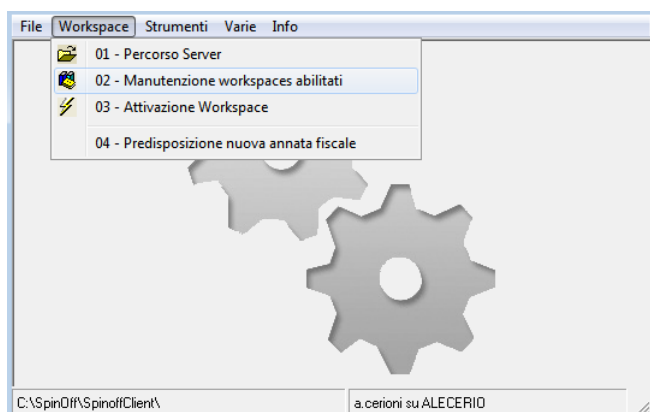 File Workspace Strumenti Varie Info
01 - Percorso Server
02 - Manutenzione workspaces abilitati
03 - Attivazione Workspace
04 - Predisposizione nuova annata fiscale
C:\SpinOff\SpinoffClient\ a.cerioni su ALECERIO